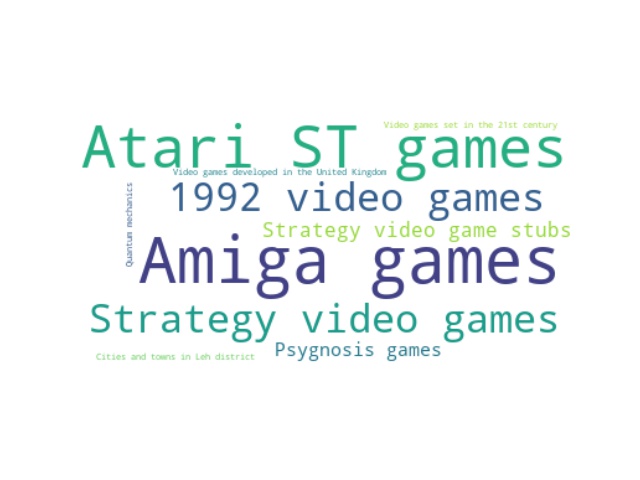 Video games set in the 21st century
Atari ST games
Video games developed in the United Kingdom
1992 video games
Quantum mechanics
Strategy video game stubs
Amiga games
Strategy video games
Psygnosis games
Cities and towns in Leh district